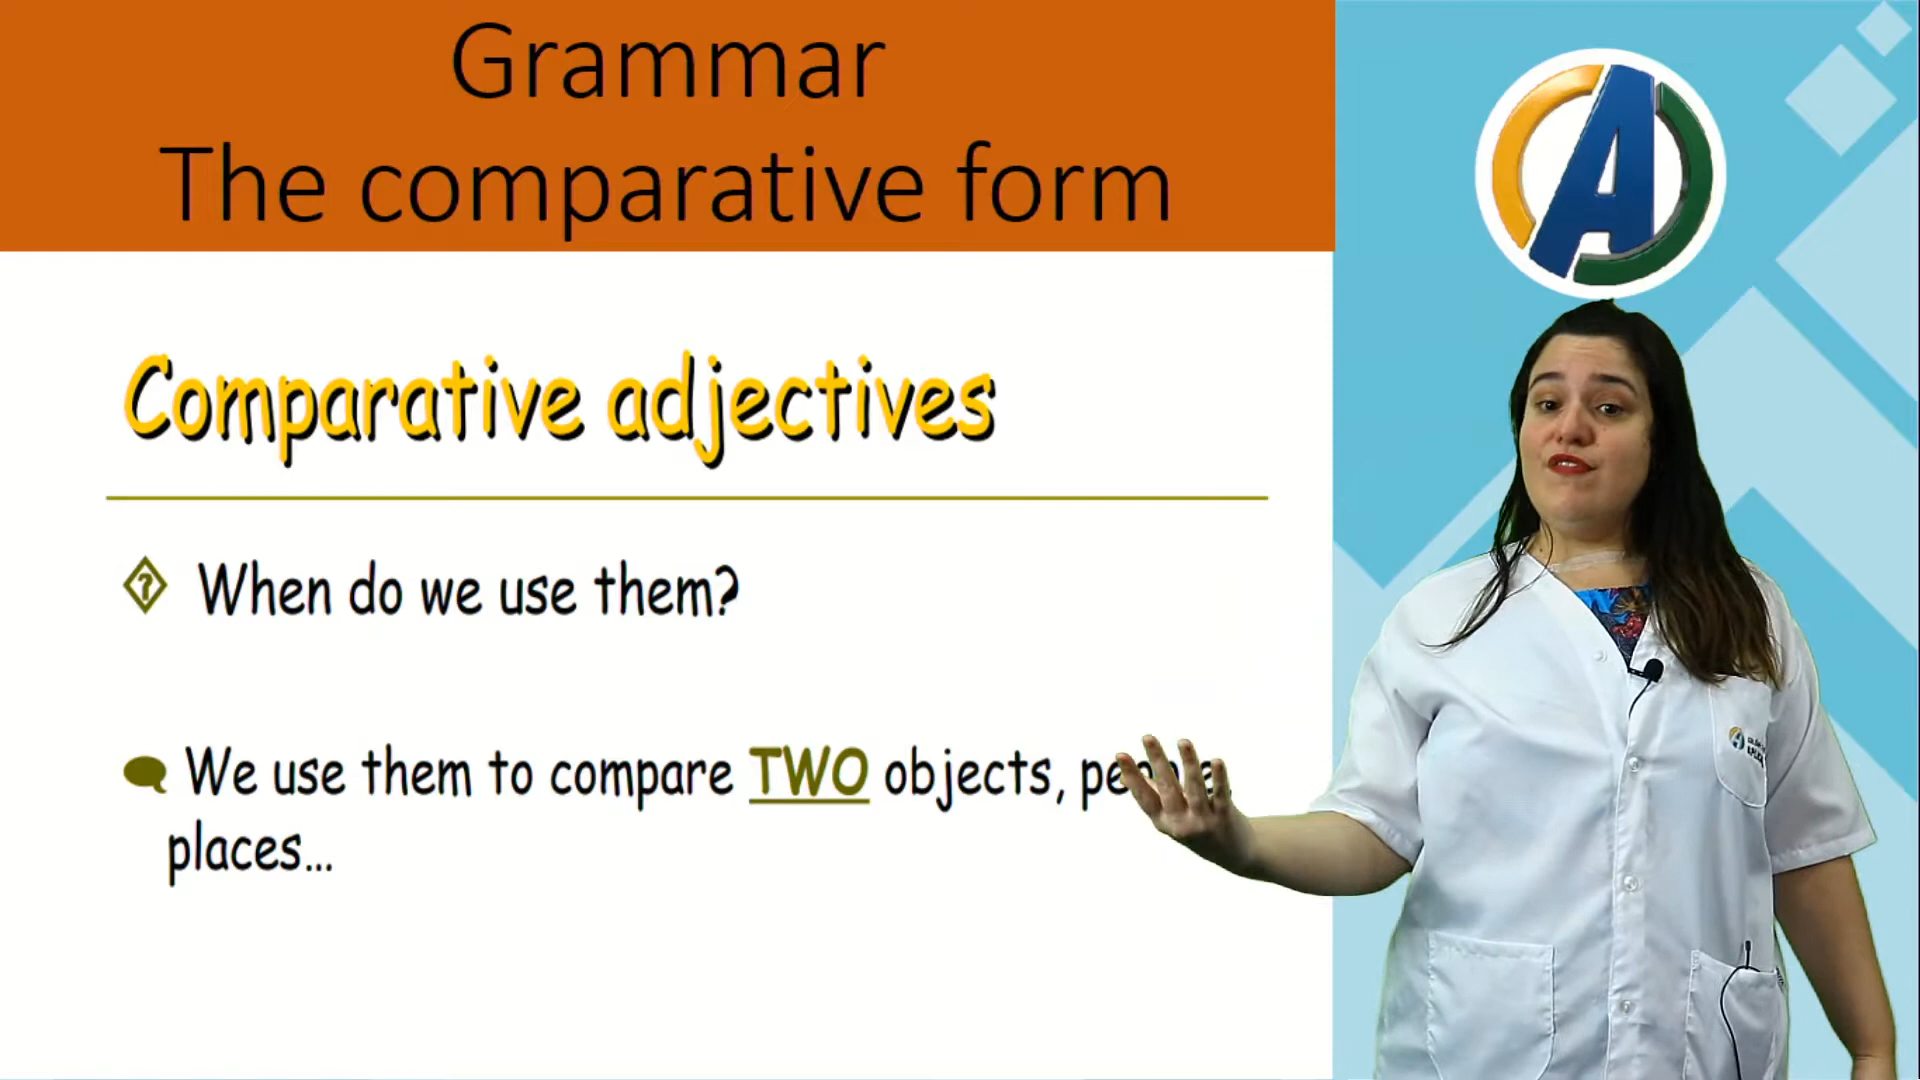 Grammar
The comparative form
Comparative adjectives
When do we use them?
We use them to compare TWO objects, people,
places...
A